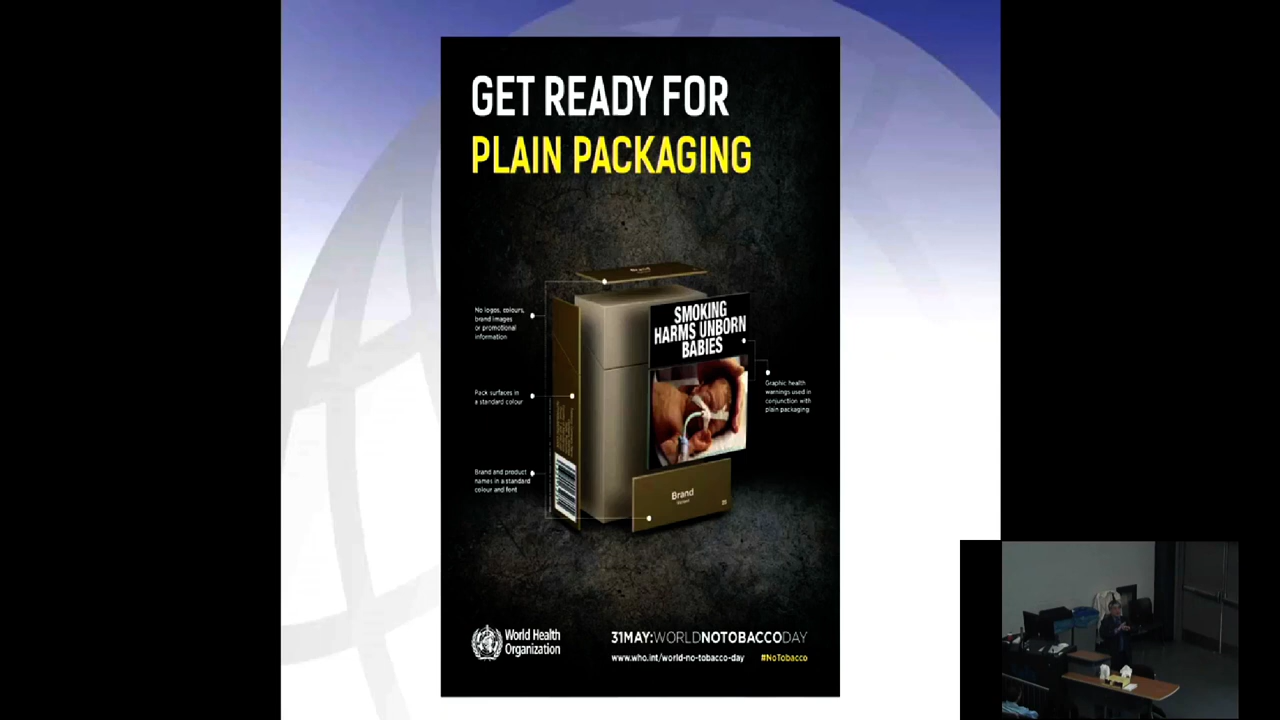 GET READY FOR
PLAIN PACKAGING
Brand
No logos, colours,
brand images
or promotional
information
SMOKING
HARMS UNBORN
BABIES
Graphic health
warnings used in
conjunction with
plain packaging
Pack surfaces in
a standard colour
Brand and product
names in a standard
colour and font
Brand
World Health
Organization
31MAY:WORLDNOTOBACCODAY
www.who.int/world-no-tobacco-day #NoTobacco